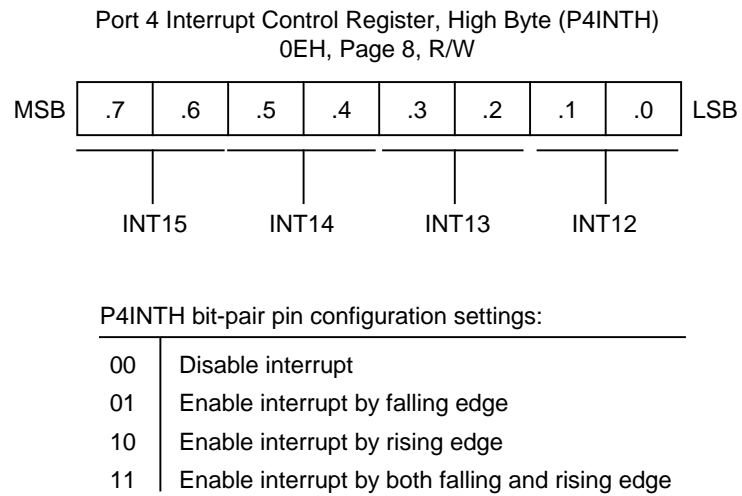 Port 4 Interrupt Control Register, High Byte (P4INTH)
0EH, Page 8, R/W
MSB .7 .6 .5 .4 .3 .2 .1 .0 LSB
INT15 INT14 INT13 INT12
P4INTH bit-pair pin configuration settings:
00 Disable interrupt
01 Enable interrupt by falling edge
10 Enable interrupt by rising edge
11 Enable interrupt by both falling and rising edge